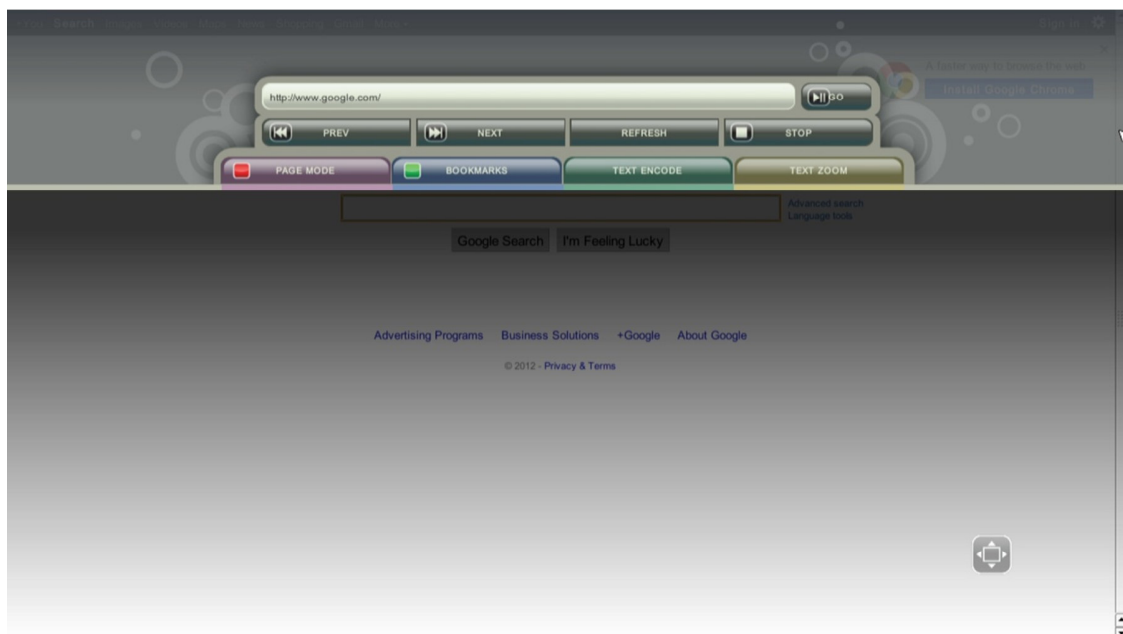 +You Search Images Videos Maps News Shopping Gmail More
Sign in
A faster way to browse the web
Install Google Chrome
http://www.google.com/
GO
PREV NEXT REFRESH STOP
PAGE MODE BOOKMARKS TEXT ENCODE TEXT ZOOM
Advanced search
Language tools
Google Search I'm Feeling Lucky
Advertising Programs Business Solutions +Google About Google
© 2012 - Privacy & Terms